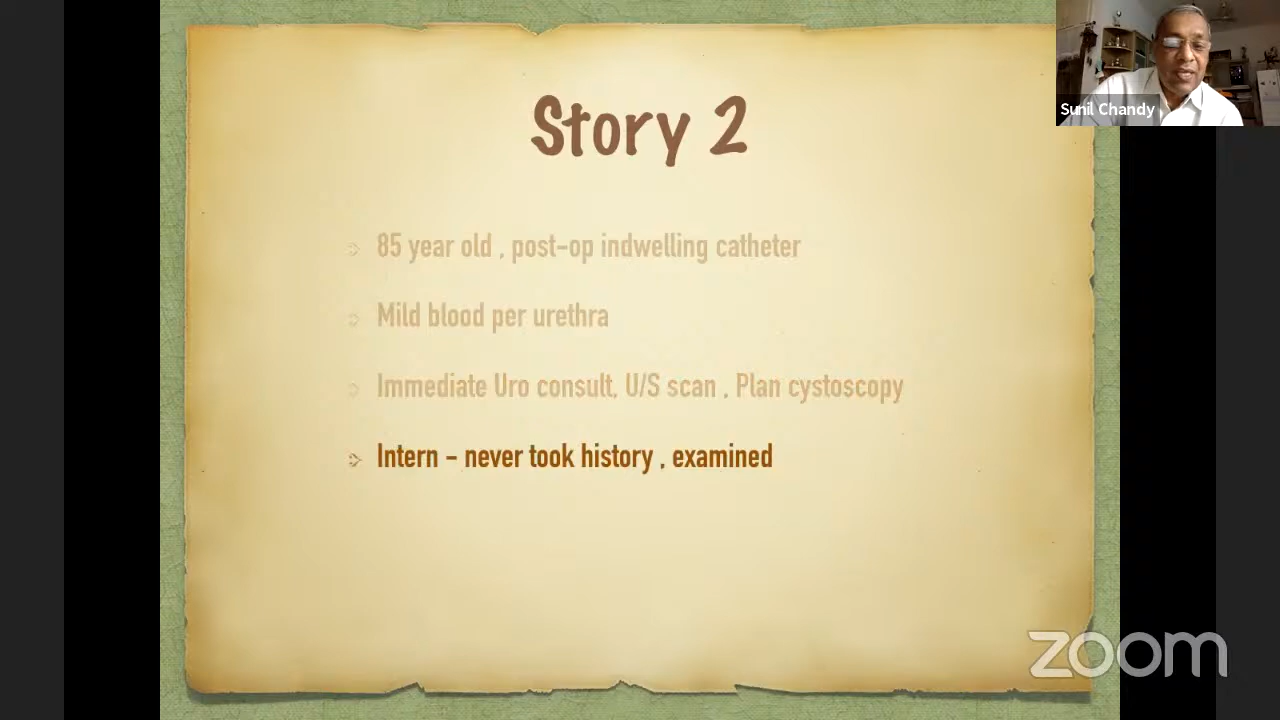 Sunil Chandy
Story 2
85 year old , post-op indwelling catheter
Mild blood per urethra
Immediate Uro consult, U/S scan , Plan cystoscopy
Intern - never took history , examined
zoom